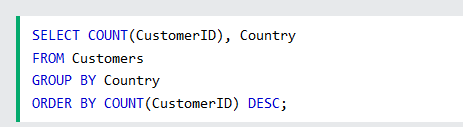 SELECT COUNT(CustomerID), Country
FROM Customers
GROUP BY Country
ORDER BY COUNT(CustomerID) DESC;